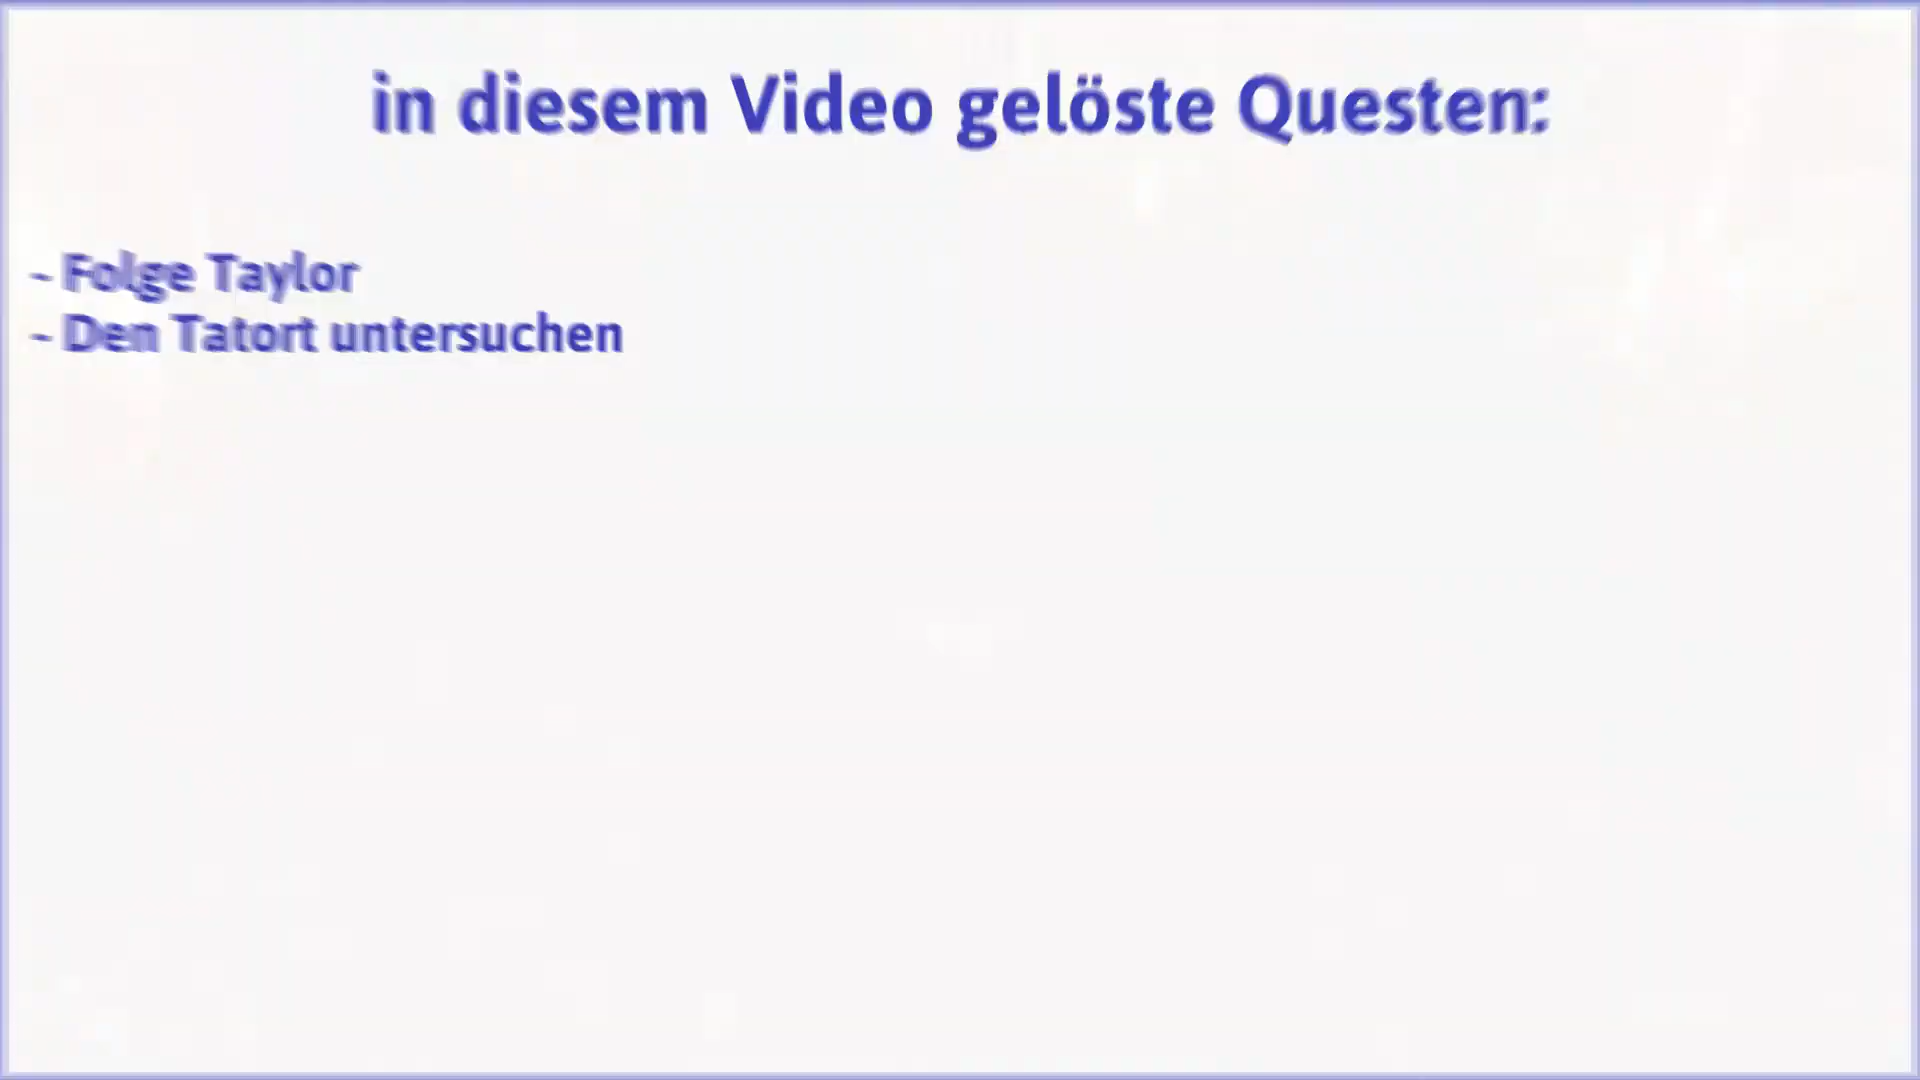 in diesem Video gelöste Questen:
- Folge Taylor
- Den Tatort untersuchen